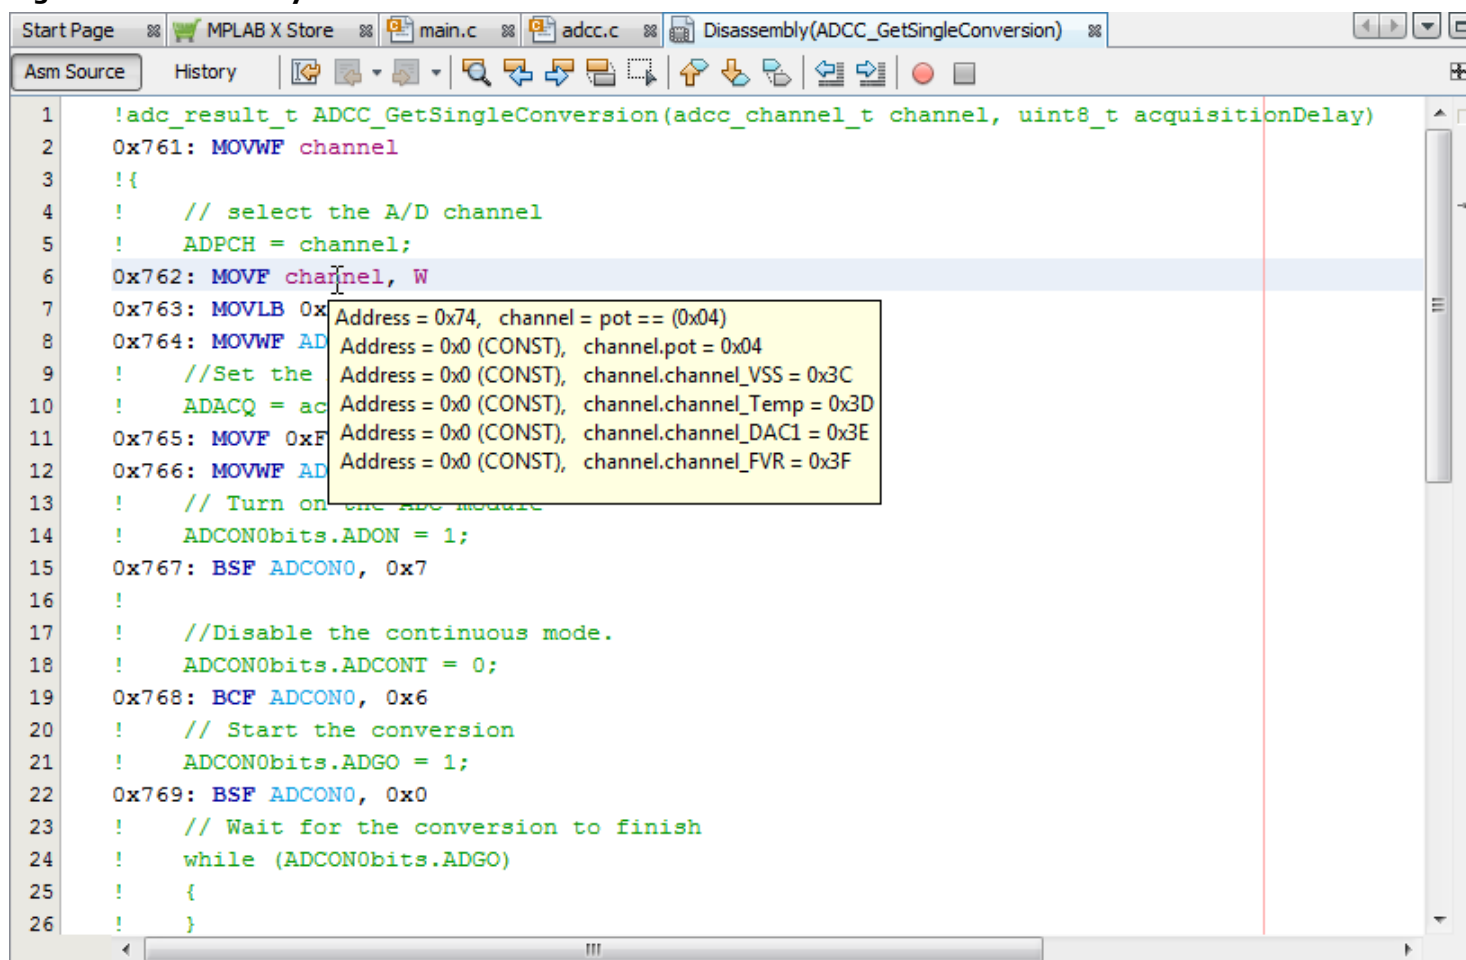 Start Page MPLAB X Store main.c adcc.c Disassembly(ADCC_GetSingleConversion)
Asm Source History
1 !adc_result_t ADCC_GetSingleConversion(adcc_channel_t channel, uint8_t acquisitionDelay)
2 0x761: MOVWF channel
3 !{
4 ! // select the A/D channel
5 ! ADPCH = channel;
6 0x762: MOVF channel, W
7 0x763: MOVLB 0x
Address = 0x74, channel = pot == (0x04)
8 0x764: MOVWF AD
Address = 0x0 (CONST), channel.pot = 0x04
9 ! //Set the
Address = 0x0 (CONST), channel.channel_VSS = 0x3C
10 ! ADACQ = ac
Address = 0x0 (CONST), channel.channel_Temp = 0x3D
11 0x765: MOVF 0xF
Address = 0x0 (CONST), channel.channel_DAC1 = 0x3E
12 0x766: MOVWF AD
Address = 0x0 (CONST), channel.channel_FVR = 0x3F
13 ! // Turn on the ADC module
14 ! ADCON0bits.ADON = 1;
15 0x767: BSF ADCON0, 0x7
16 !
17 ! //Disable the continuous mode.
18 ! ADCON0bits.ADCONT = 0;
19 0x768: BCF ADCON0, 0x6
20 ! // Start the conversion
21 ! ADCON0bits.ADGO = 1;
22 0x769: BSF ADCON0, 0x0
23 ! // Wait for the conversion to finish
24 ! while (ADCON0bits.ADGO)
25 ! {
26 ! }